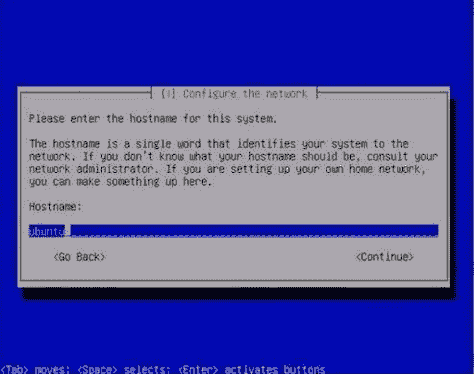 [!] Configure the network
Please enter the hostname for this system.
The hostname is a single word that identifies your system to the
network. If you don't know what your hostname should be, consult your
network administrator. If you are setting up your own home network,
you can make something up here.
Hostname:
ubuntu
<Go Back> <Continue>
<Tab> moves; <Space> selects; <Enter> activates buttons